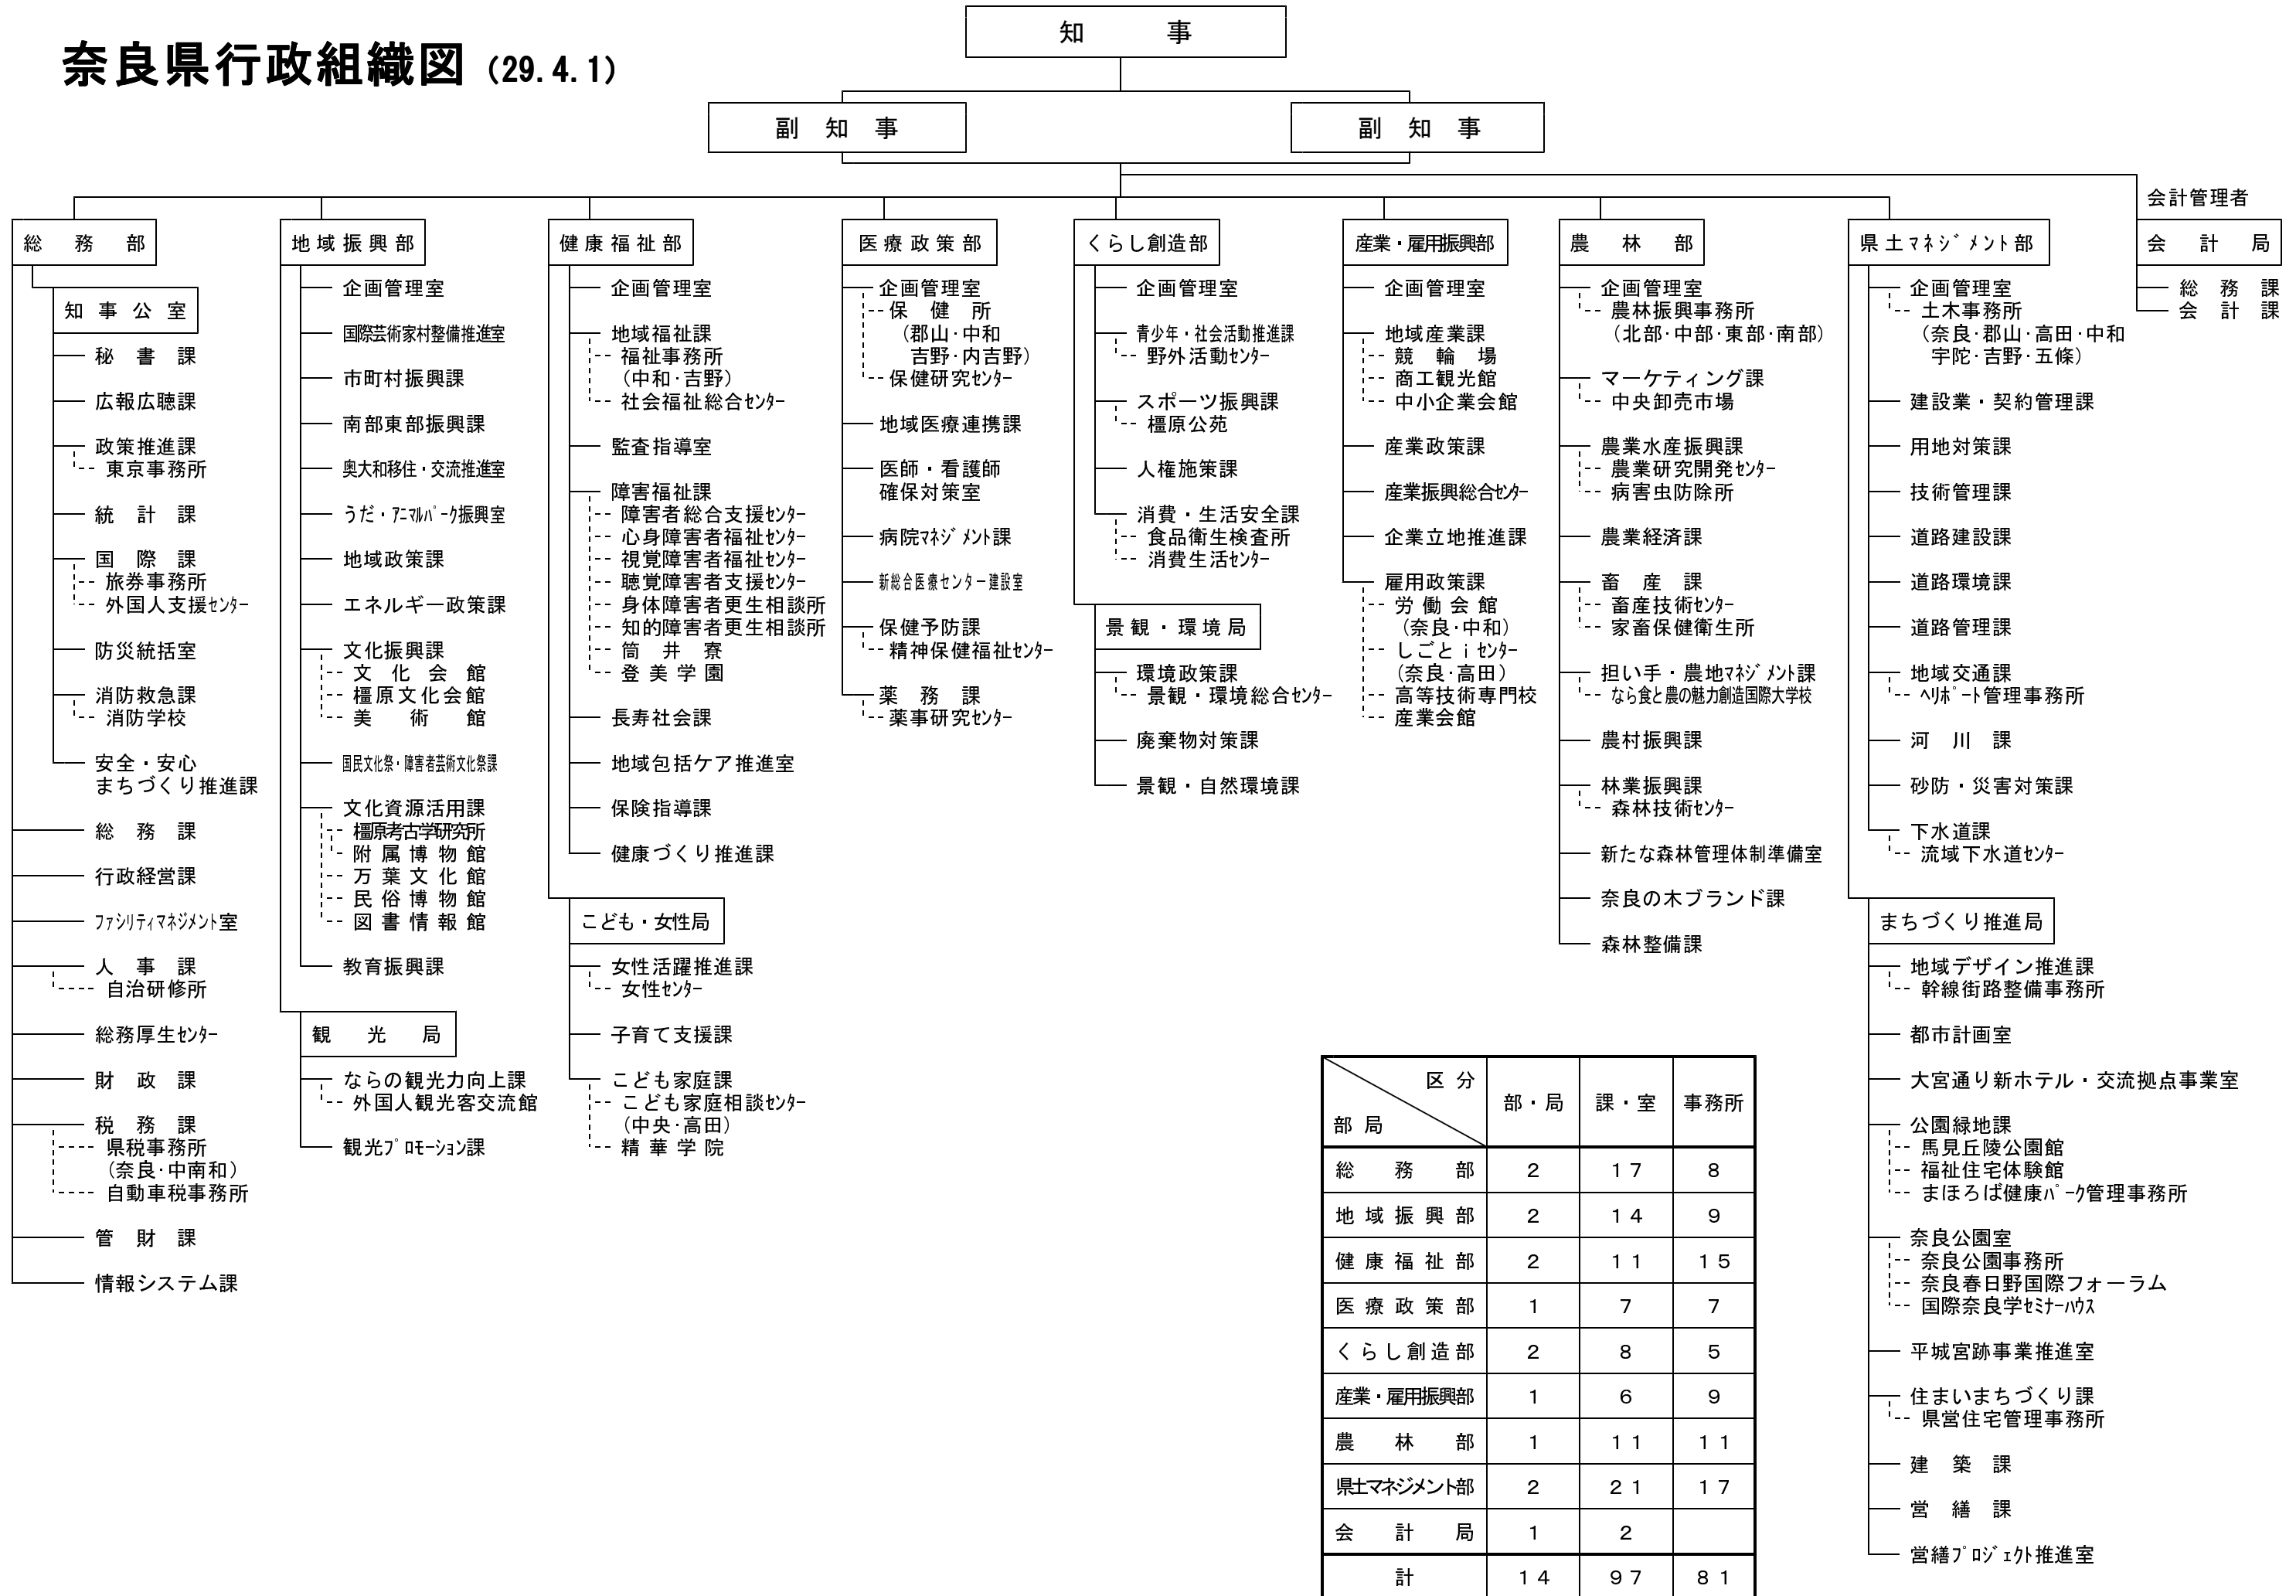 奈良県行政組織図（29.4.1）
知　事
副　知　事
副　知　事
総　務　部
知事公室
秘　書　課
広報広聴課
政策推進課
東京事務所
統　計　課
国　際　課
旅券事務所
外国人支援ｾﾝﾀｰ
防災統括室
消防救急課
消防学校
安全・安心
まちづくり推進課
総　務　課
行政経営課
ﾌｧｼﾘﾃｨﾏﾈｼﾞﾒﾝﾄ室
人　事　課
自治研修所
総務厚生ｾﾝﾀｰ
財　政　課
税　務　課
県税事務所
（奈良･中南和）
自動車税事務所
管　財　課
情報システム課
地域振興部
企画管理室
国際芸術家村整備推進室
市町村振興課
南部東部振興課
奥大和移住・交流推進室
うだ・ｱﾆﾏﾙﾊﾟｰｸ振興室
地域政策課
エネルギー政策課
文化振興課
文　化　会　館
橿原文化会館
美　術　館
国民文化祭・障害者芸術文化祭課
文化資源活用課
橿原考古学研究所
附属博物館
万葉文化館
民俗博物館
図書情報館
教育振興課
観　光　局
ならの観光力向上課
外国人観光客交流館
観光ﾌﾟﾛﾓｰｼｮﾝ課
健康福祉部
企画管理室
地域福祉課
福祉事務所
（中和･吉野）
社会福祉総合ｾﾝﾀｰ
監査指導室
障害福祉課
障害者総合支援ｾﾝﾀｰ
心身障害者福祉ｾﾝﾀｰ
視覚障害者福祉ｾﾝﾀｰ
聴覚障害者支援ｾﾝﾀｰ
身体障害者更生相談所
知的障害者更生相談所
筒　井　寮
登美学園
長寿社会課
地域包括ケア推進室
保険指導課
健康づくり推進課
こども・女性局
女性活躍推進課
女性ｾﾝﾀｰ
子育て支援課
こども家庭課
こども家庭相談ｾﾝﾀｰ
（中央･高田）
精華学院
医療政策部
企画管理室
保　健　所
（郡山･中和
吉野･内吉野）
保健研究ｾﾝﾀｰ
地域医療連携課
医師・看護師
確保対策室
病院ﾏﾈｼﾞﾒﾝﾄ課
新総合医療センター建設室
保健予防課
精神保健福祉ｾﾝﾀｰ
薬　務　課
薬事研究ｾﾝﾀｰ
くらし創造部
企画管理室
青少年・社会活動推進課
野外活動ｾﾝﾀｰ
スポーツ振興課
橿原公苑
人権施策課
消費・生活安全課
食品衛生検査所
消費生活ｾﾝﾀｰ
景観・環境局
環境政策課
景観・環境総合ｾﾝﾀｰ
廃棄物対策課
景観・自然環境課
産業・雇用振興部
企画管理室
地域産業課
競　輪　場
商工観光館
中小企業会館
産業政策課
産業振興総合ｾﾝﾀｰ
企業立地推進課
雇用政策課
労働会館
（奈良･中和）
しごとｉｾﾝﾀｰ
（奈良･高田）
高等技術専門校
産業会館
農　林　部
企画管理室
農林振興事務所
（北部･中部･東部･南部）
マーケティング課
中央卸売市場
農業水産振興課
農業研究開発ｾﾝﾀｰ
病害虫防除所
農業経済課
畜　産　課
畜産技術ｾﾝﾀｰ
家畜保健衛生所
担い手・農地ﾏﾈｼﾞﾒﾝﾄ課
なら食と農の魅力創造国際大学校
農村振興課
林業振興課
森林技術ｾﾝﾀｰ
新たな森林管理体制準備室
奈良の木ブランド課
森林整備課
県土ﾏﾈｼﾞﾒﾝﾄ部
企画管理室
土木事務所
（奈良･郡山･高田･中和
宇陀･吉野･五條）
建設業・契約管理課
用地対策課
技術管理課
道路建設課
道路環境課
道路管理課
地域交通課
ﾍﾘﾎﾟｰﾄ管理事務所
河　川　課
砂防・災害対策課
下水道課
流域下水道ｾﾝﾀｰ
まちづくり推進局
地域デザイン推進課
幹線街路整備事務所
都市計画室
大宮通り新ホテル・交流拠点事業室
公園緑地課
馬見丘陵公園館
福祉住宅体験館
まほろば健康ﾊﾟｰｸ管理事務所
奈良公園室
奈良公園事務所
奈良春日野国際フォーラム
国際奈良学ｾﾐﾅｰﾊｳｽ
平城宮跡事業推進室
住まいまちづくり課
県営住宅管理事務所
建　築　課
営　繕　課
営繕ﾌﾟﾛｼﾞｪｸﾄ推進室
会計管理者
会　計　局
総　務　課
会　計　課
区分　部局　部・局　課・室　事務所
総　務　部　2　17　8
地域振興部　2　14　9
健康福祉部　2　11　15
医療政策部　1　7　7
くらし創造部　2　8　5
産業・雇用振興部　1　6　9
農　林　部　1　11　11
県土マネジメント部　2　21　17
会　計　局　1　2
計　14　97　81